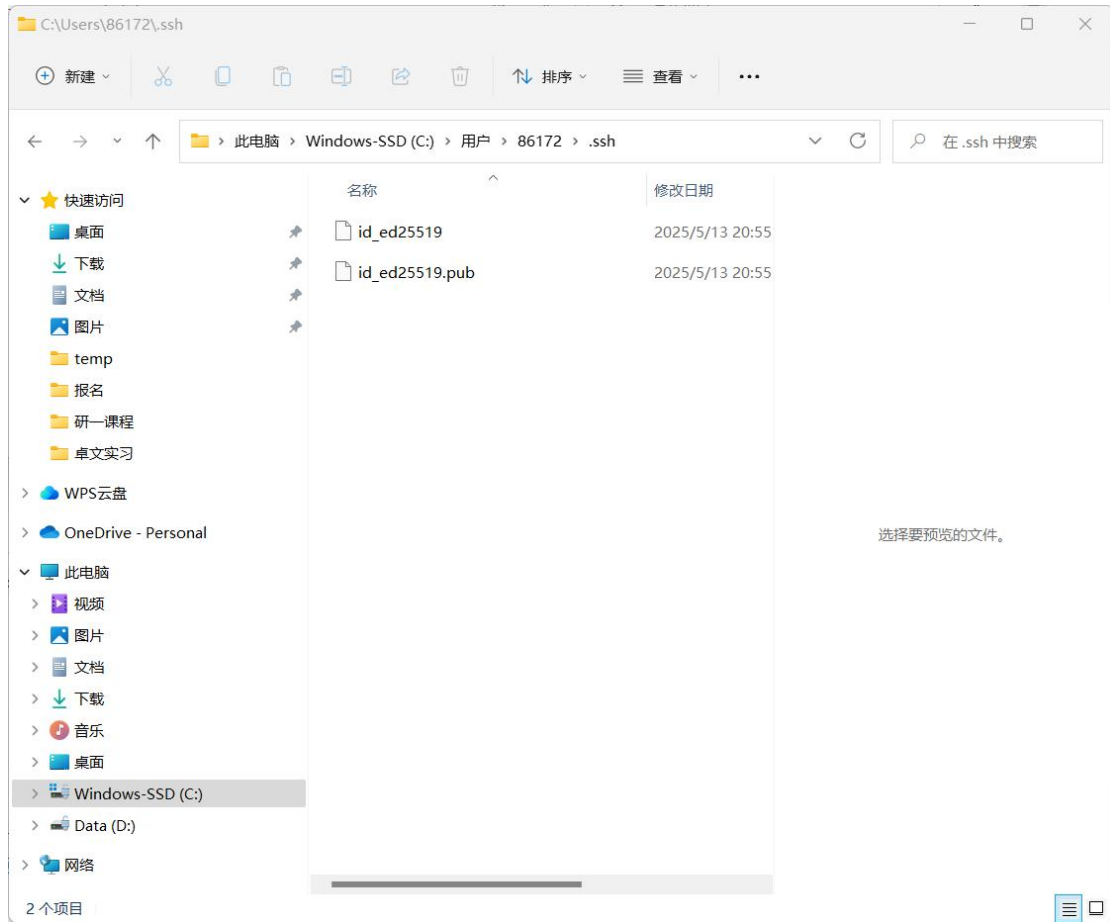 C:\Users\86172\.ssh
新建 排序 查看 •••
此电脑 > Windows-SSD (C:) > 用户 > 86172 > .ssh
在 .ssh 中搜索
名称 修改日期
id_ed25519 2025/5/13 20:55
id_ed25519.pub 2025/5/13 20:55
快速访问
桌面
下载
文档
图片
temp
报名
研一课程
卓文实习
WPS云盘
OneDrive - Personal
此电脑
视频
图片
文档
下载
音乐
桌面
Windows-SSD (C:)
Data (D:)
网络
选择要预览的文件。
2 个项目